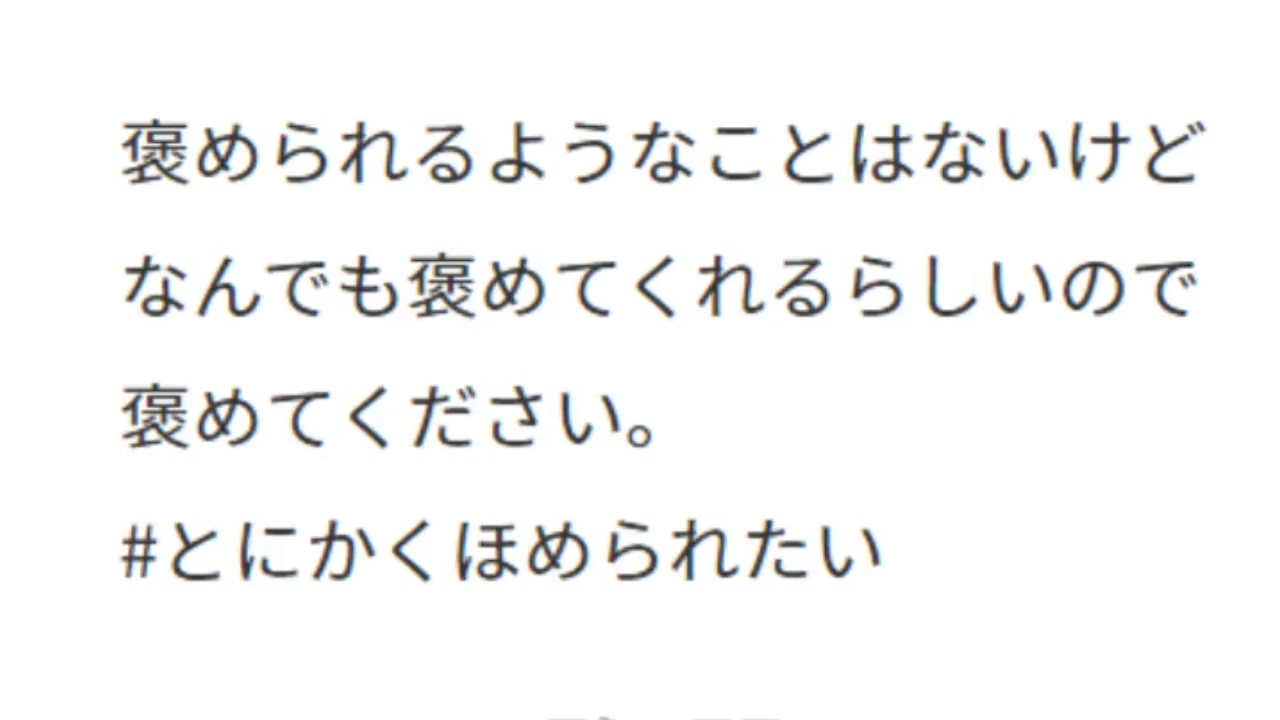 褒められるようなことはないけど
なんでも褒めてくれるらしいので
褒めてください。
#とにかくほめられたい